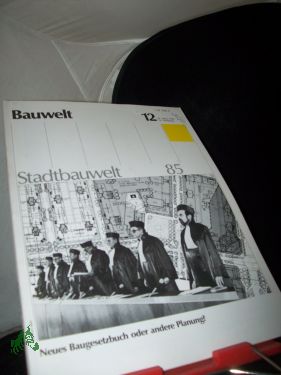 Bauwelt
12
Stadtbauwelt 85
Neues Baugesetzbuch oder andere Planung?